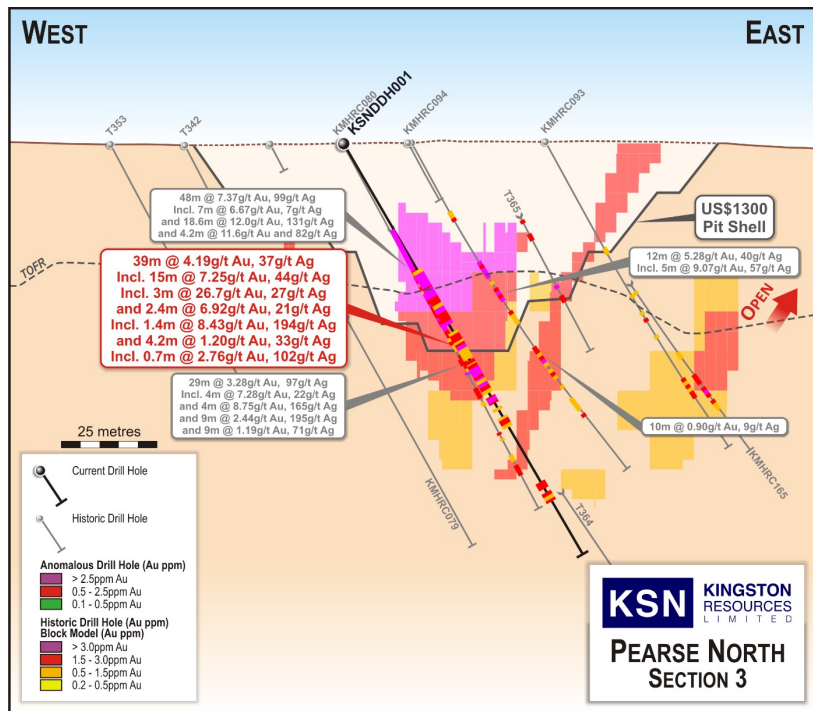 WEST
EAST
T353
T342
KMHRC080
KSNDDH001
KMHRC094
KMHRC093
T365
48m @ 7.37g/t Au, 99g/t Ag
Incl. 7m @ 6.67g/t Au, 7g/t Ag
and 18.6m @ 12.0g/t Au, 131g/t Ag
and 4.2m @ 11.6g/t Au and 82g/t Ag
US$1300
Pit Shell
39m @ 4.19g/t Au, 37g/t Ag
Incl. 15m @ 7.25g/t Au, 44g/t Ag
Incl. 3m @ 26.7g/t Au, 27g/t Ag
and 2.4m @ 6.92g/t Au, 21g/t Ag
Incl. 1.4m @ 8.43g/t Au, 194g/t Ag
and 4.2m @ 1.20g/t Au, 33g/t Ag
Incl. 0.7m @ 2.76g/t Au, 102g/t Ag
12m @ 5.28g/t Au, 40g/t Ag
Incl. 5m @ 9.07g/t Au, 57g/t Ag
TOFR
OPEN
29m @ 3.28g/t Au, 97g/t Ag
Incl. 4m @ 7.28g/t Au, 22g/t Ag
and 4m @ 8.75g/t Au, 165g/t Ag
and 9m @ 2.44g/t Au, 195g/t Ag
and 9m @ 1.19g/t Au, 71g/t Ag
10m @ 0.90g/t Au, 9g/t Ag
25 metres
KMHRC079
T364
KMHRC165
Current Drill Hole
Historic Drill Hole
Anomalous Drill Hole (Au ppm)
> 2.5ppm Au
0.5 - 2.5ppm Au
0.1 - 0.5ppm Au
Historic Drill Hole (Au ppm)
Block Model (Au ppm)
> 3.0ppm Au
1.5 - 3.0ppm Au
0.5 - 1.5ppm Au
0.2 - 0.5ppm Au
KSN
KINGSTON
RESOURCES
LIMITED
PEARSE NORTH
SECTION 3